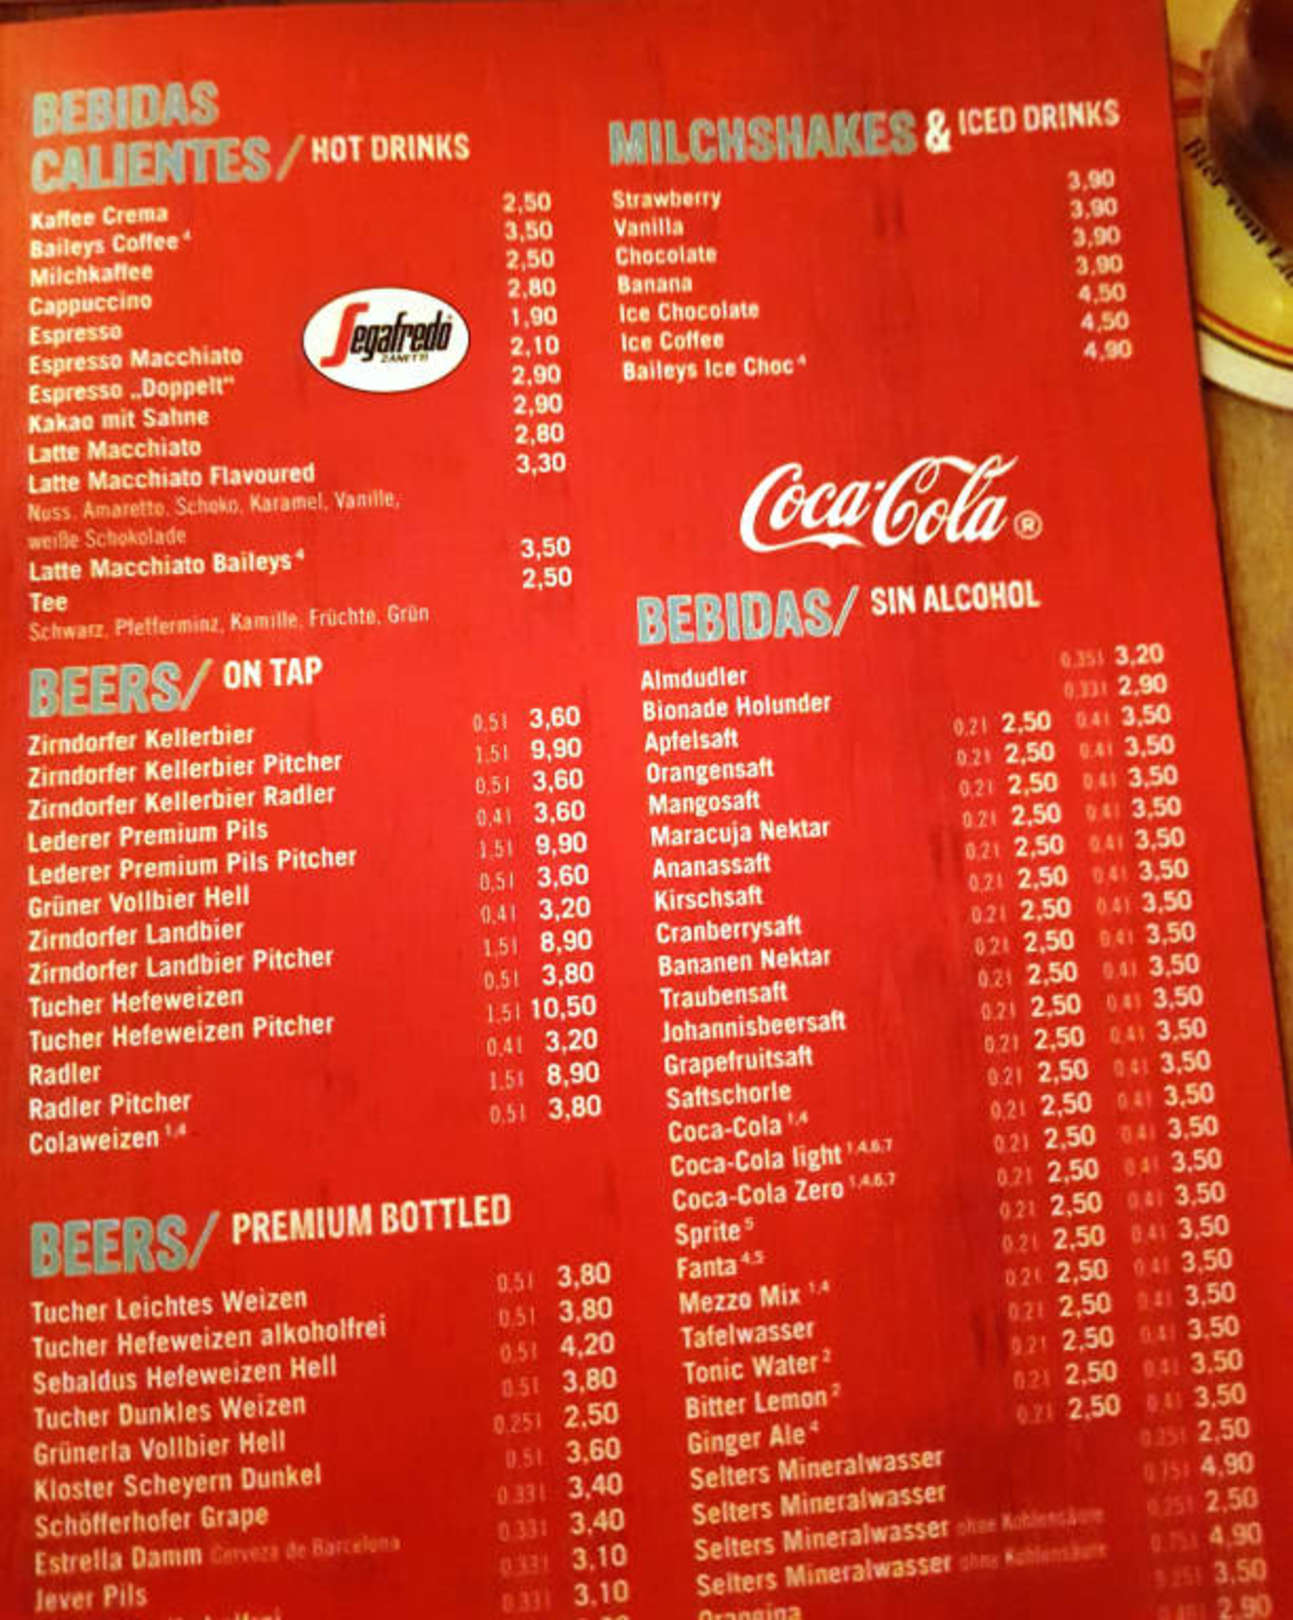 BEBIDAS
CALIENTES / HOT DRINKS
Kaffee Crema 2,50
Baileys Coffee⁴ 3,50
Milchkaffee 2,50
Cappuccino 2,80
Espresso 1,90
Espresso Macchiato 2,10
Espresso „Doppelt“ 2,90
Kakao mit Sahne 2,90
Latte Macchiato 2,80
Latte Macchiato Flavoured 3,30
Nuss, Amaretto, Schoko, Karamel, Vanille,
weiße Schokolade
Latte Macchiato Baileys⁴ 3,50
Tee 2,50
Schwarz, Pfefferminz, Kamille, Früchte, Grün
Segafredo
ZANETTI
BEERS / ON TAP
Zirndorfer Kellerbier 0.5l 3,60
Zirndorfer Kellerbier Pitcher 1.5l 9,90
Zirndorfer Kellerbier Radler 0.5l 3,60
Lederer Premium Pils 0.4l 3,60
Lederer Premium Pils Pitcher 1.5l 9,90
Grüner Vollbier Hell 0.5l 3,60
Zirndorfer Landbier 0.4l 3,20
Zirndorfer Landbier Pitcher 1.5l 8,90
Tucher Hefeweizen 0.5l 3,80
Tucher Hefeweizen Pitcher 1.5l 10,50
Radler 0.4l 3,20
Radler Pitcher 1.5l 8,90
Colaweizen ¹·⁴ 0.5l 3,80
BEERS / PREMIUM BOTTLED
Tucher Leichtes Weizen 0.5l 3,80
Tucher Hefeweizen alkoholfrei 0.5l 3,80
Sebaldus Hefeweizen Hell 0.5l 4,20
Tucher Dunkles Weizen 0.5l 3,80
Grünerla Vollbier Hell 0.25l 2,50
Kloster Scheyern Dunkel 0.5l 3,60
Schöfferhofer Grape 0.33l 3,40
Estrella Damm Cerveza de Barcelona 0.33l 3,40
Jever Pils 0.33l 3,10
0.33l 3,10
MILCHSHAKES & ICED DRINKS
Strawberry 3,90
Vanilla 3,90
Chocolate 3,90
Banana 3,90
Ice Chocolate 4,50
Ice Coffee 4,50
Baileys Ice Choc⁴ 4,90
Coca-Cola ®
BEBIDAS / SIN ALCOHOL
Almdudler 0.35l 3,20
Bionade Holunder 0.33l 2,90
Apfelsaft 0.2l 2,50 0.4l 3,50
Orangensaft 0.2l 2,50 0.4l 3,50
Mangosaft 0.2l 2,50 0.4l 3,50
Maracuja Nektar 0.2l 2,50 0.4l 3,50
Ananassaft 0.2l 2,50 0.4l 3,50
Kirschsaft 0.2l 2,50 0.4l 3,50
Cranberrysaft 0.2l 2,50 0.4l 3,50
Bananen Nektar 0.2l 2,50 0.4l 3,50
Traubensaft 0.2l 2,50 0.4l 3,50
Johannisbeersaft 0.2l 2,50 0.4l 3,50
Grapefruitsaft 0.2l 2,50 0.4l 3,50
Saftschorle 0.2l 2,50 0.4l 3,50
Coca-Cola ¹·⁴ 0.2l 2,50 0.4l 3,50
Coca-Cola light ¹·⁴·⁶·⁷ 0.2l 2,50 0.4l 3,50
Coca-Cola Zero ¹·⁴·⁶·⁷ 0.2l 2,50 0.4l 3,50
Sprite⁵ 0.2l 2,50 0.4l 3,50
Fanta⁴·⁵ 0.2l 2,50 0.4l 3,50
Mezzo Mix ¹·⁴ 0.2l 2,50 0.4l 3,50
Tafelwasser 0.2l 2,50 0.4l 3,50
Tonic Water² 0.2l 2,50 0.4l 3,50
Bitter Lemon² 0.2l 2,50 0.4l 3,50
Ginger Ale⁴ 0.2l 2,50 0.4l 3,50
Selters Mineralwasser 0.25l 2,50
Selters Mineralwasser 0.75l 4,90
Selters Mineralwasser ohne Kohlensäure 0.25l 2,50
Selters Mineralwasser ohne Kohlensäure 0.75l 4,90
Orangina 0.25l 3,50
2,90
Bier vom